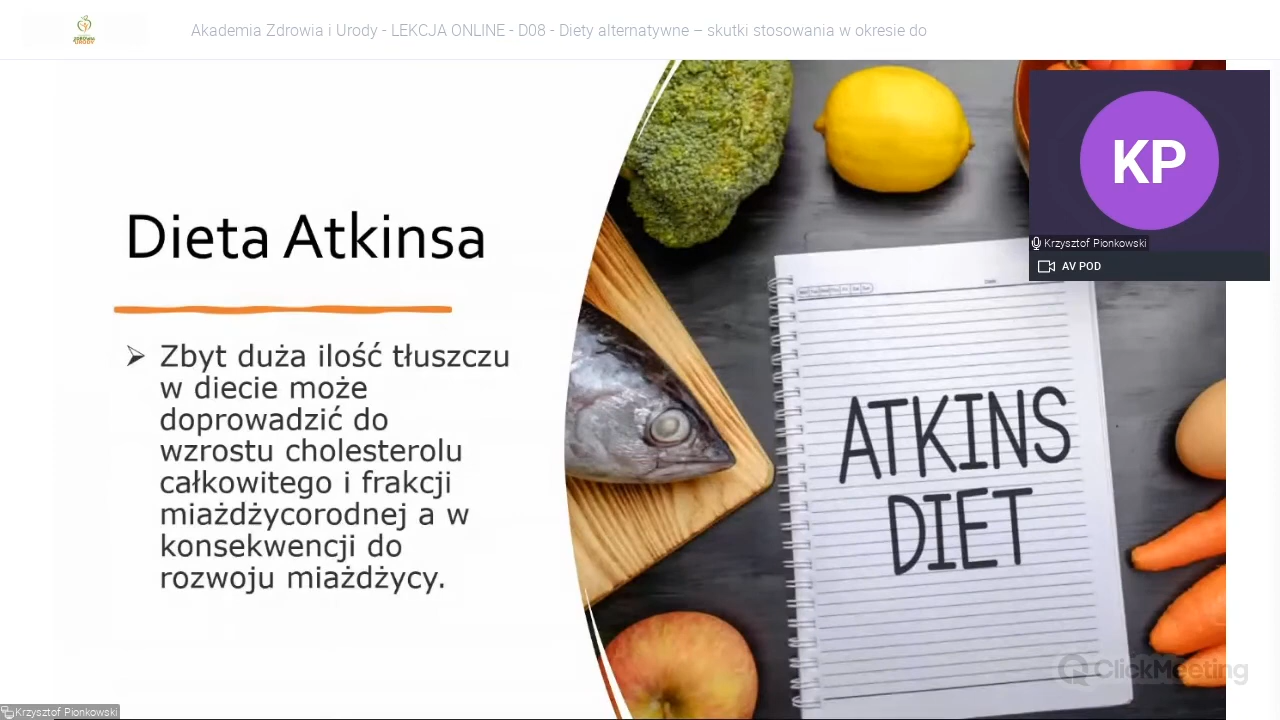 Akademia Zdrowia i Urody - LEKCJA ONLINE - D08 - Diety alternatywne – skutki stosowania w okresie do
KP
Krzysztof Pionkowski
AV POD
Dieta Atkinsa
➢ Zbyt duża ilość tłuszczu
w diecie może
doprowadzić do
wzrostu cholesterolu
całkowitego i frakcji
miażdżycorodnej a w
konsekwencji do
rozwoju miażdżycy.
ATKINS
DIET
ClickMeeting
Krzysztof Pionkowski